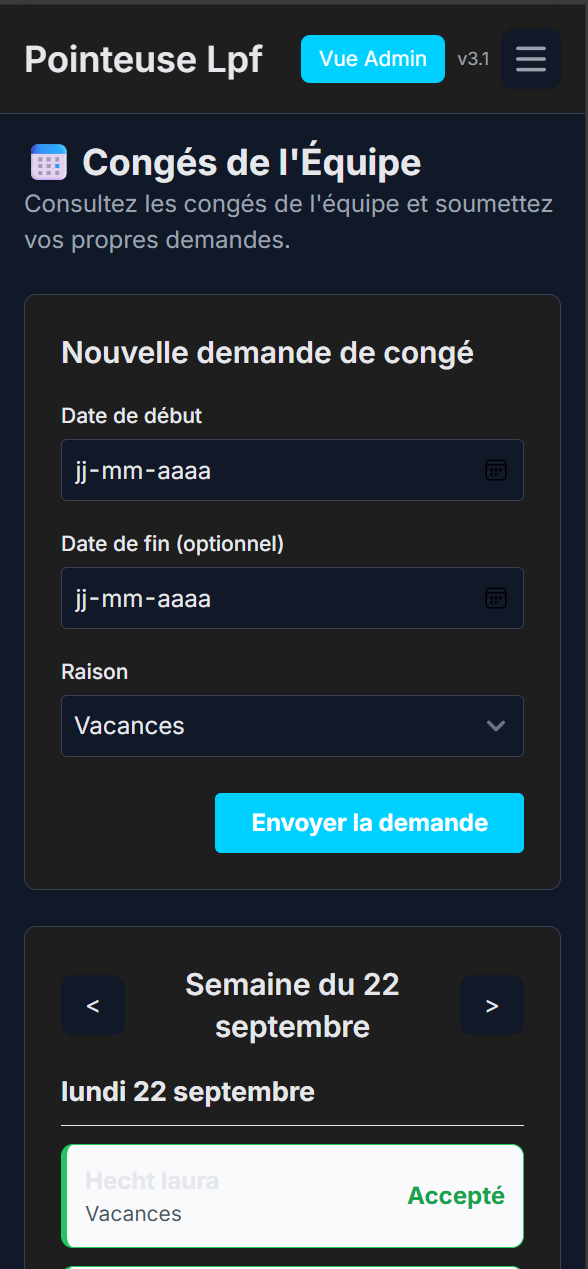 Pointeuse Lpf
Vue Admin
v3.1
Congés de l'Équipe
Consultez les congés de l'équipe et soumettez
vos propres demandes.
Nouvelle demande de congé
Date de début
jj-mm-aaaa
Date de fin (optionnel)
jj-mm-aaaa
Raison
Vacances
Envoyer la demande
<
Semaine du 22
septembre
>
lundi 22 septembre
Hecht laura
Vacances
Accepté